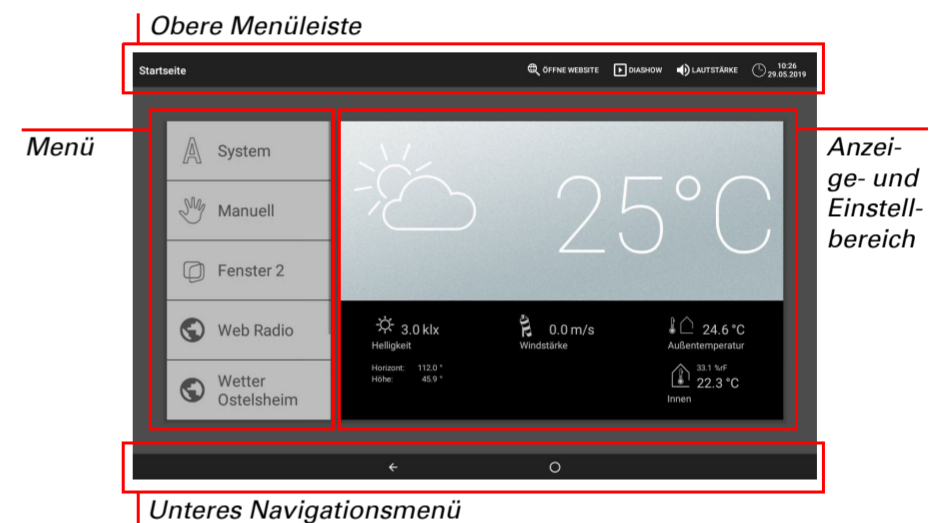 Obere Menüleiste
Startseite
ÖFFNE WEBSITE
DIASHOW
LAUTSTÄRKE
10:26
29.05.2019
Menü
System
Manuell
Fenster 2
Web Radio
Wetter
Ostelsheim
25°C
3.0 klx
Helligkeit
Horizont: 112.0 °
Höhe: 45.9 °
0.0 m/s
Windstärke
24.6 °C
Außentemperatur
33.1 %rF
22.3 °C
Innen
Anzei-
ge- und
Einstell-
bereich
Unteres Navigationsmenü